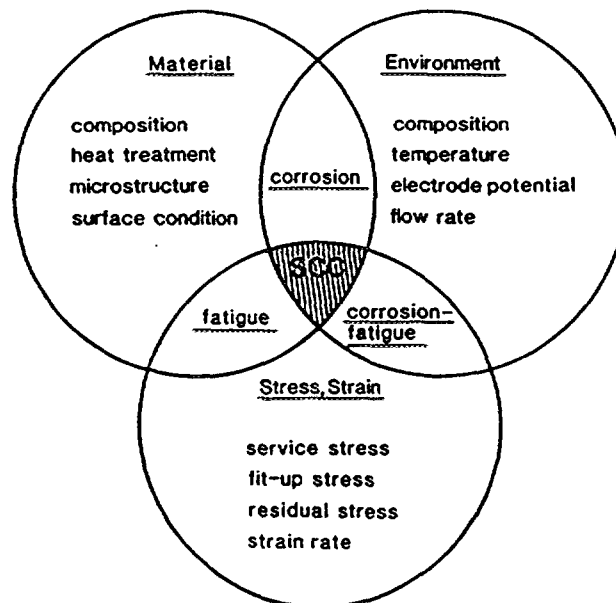 Material
composition
heat treatment
microstructure
surface condition
Environment
composition
temperature
electrode potential
flow rate
corrosion
SCC
fatigue
corrosion-
fatigue
Stress,Strain
service stress
fit-up stress
residual stress
strain rate